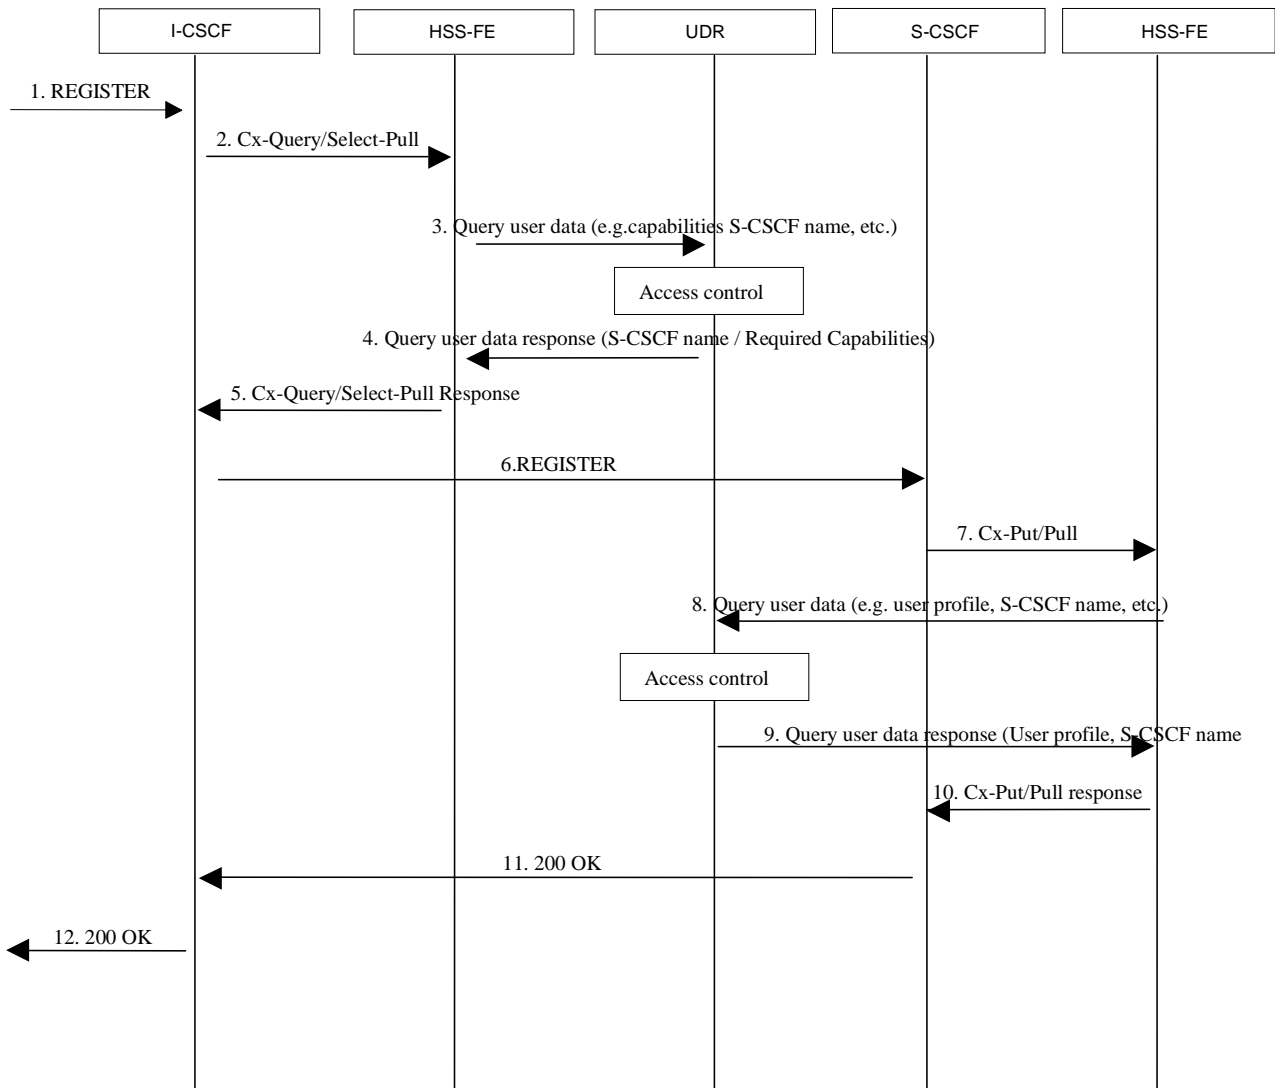 I-CSCF
HSS-FE
UDR
S-CSCF
HSS-FE
1. REGISTER
2. Cx-Query/Select-Pull
3. Query user data (e.g.capabilities S-CSCF name, etc.)
Access control
4. Query user data response (S-CSCF name / Required Capabilities)
5. Cx-Query/Select-Pull Response
6.REGISTER
7. Cx-Put/Pull
8. Query user data (e.g. user profile, S-CSCF name, etc.)
Access control
9. Query user data response (User profile, S-CSCF name
10. Cx-Put/Pull response
11. 200 OK
12. 200 OK